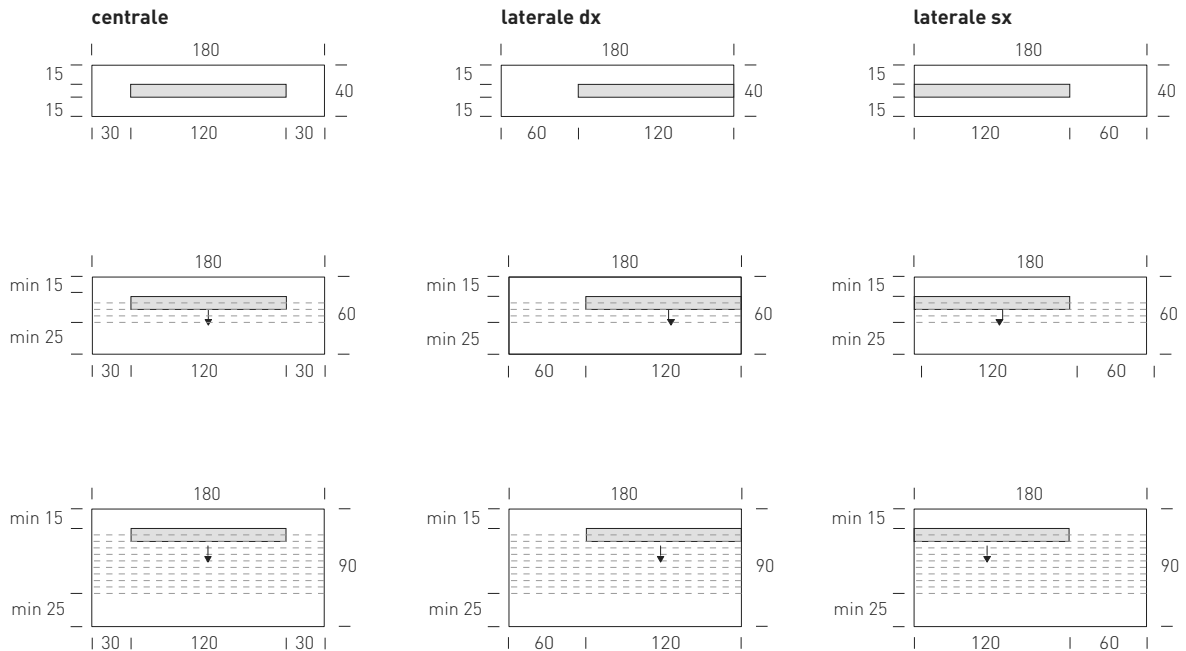 centrale laterale dx laterale sx
180 180 180
15 15 15
40 40 40
15 15 15
30 120 30 60 120 120 60
180 180 180
min 15 min 15 min 15
60 60 60
min 25 min 25 min 25
30 120 30 60 120 120 60
180 180 180
min 15 min 15 min 15
90 90 90
min 25 min 25 min 25
30 120 30 60 120 120 60